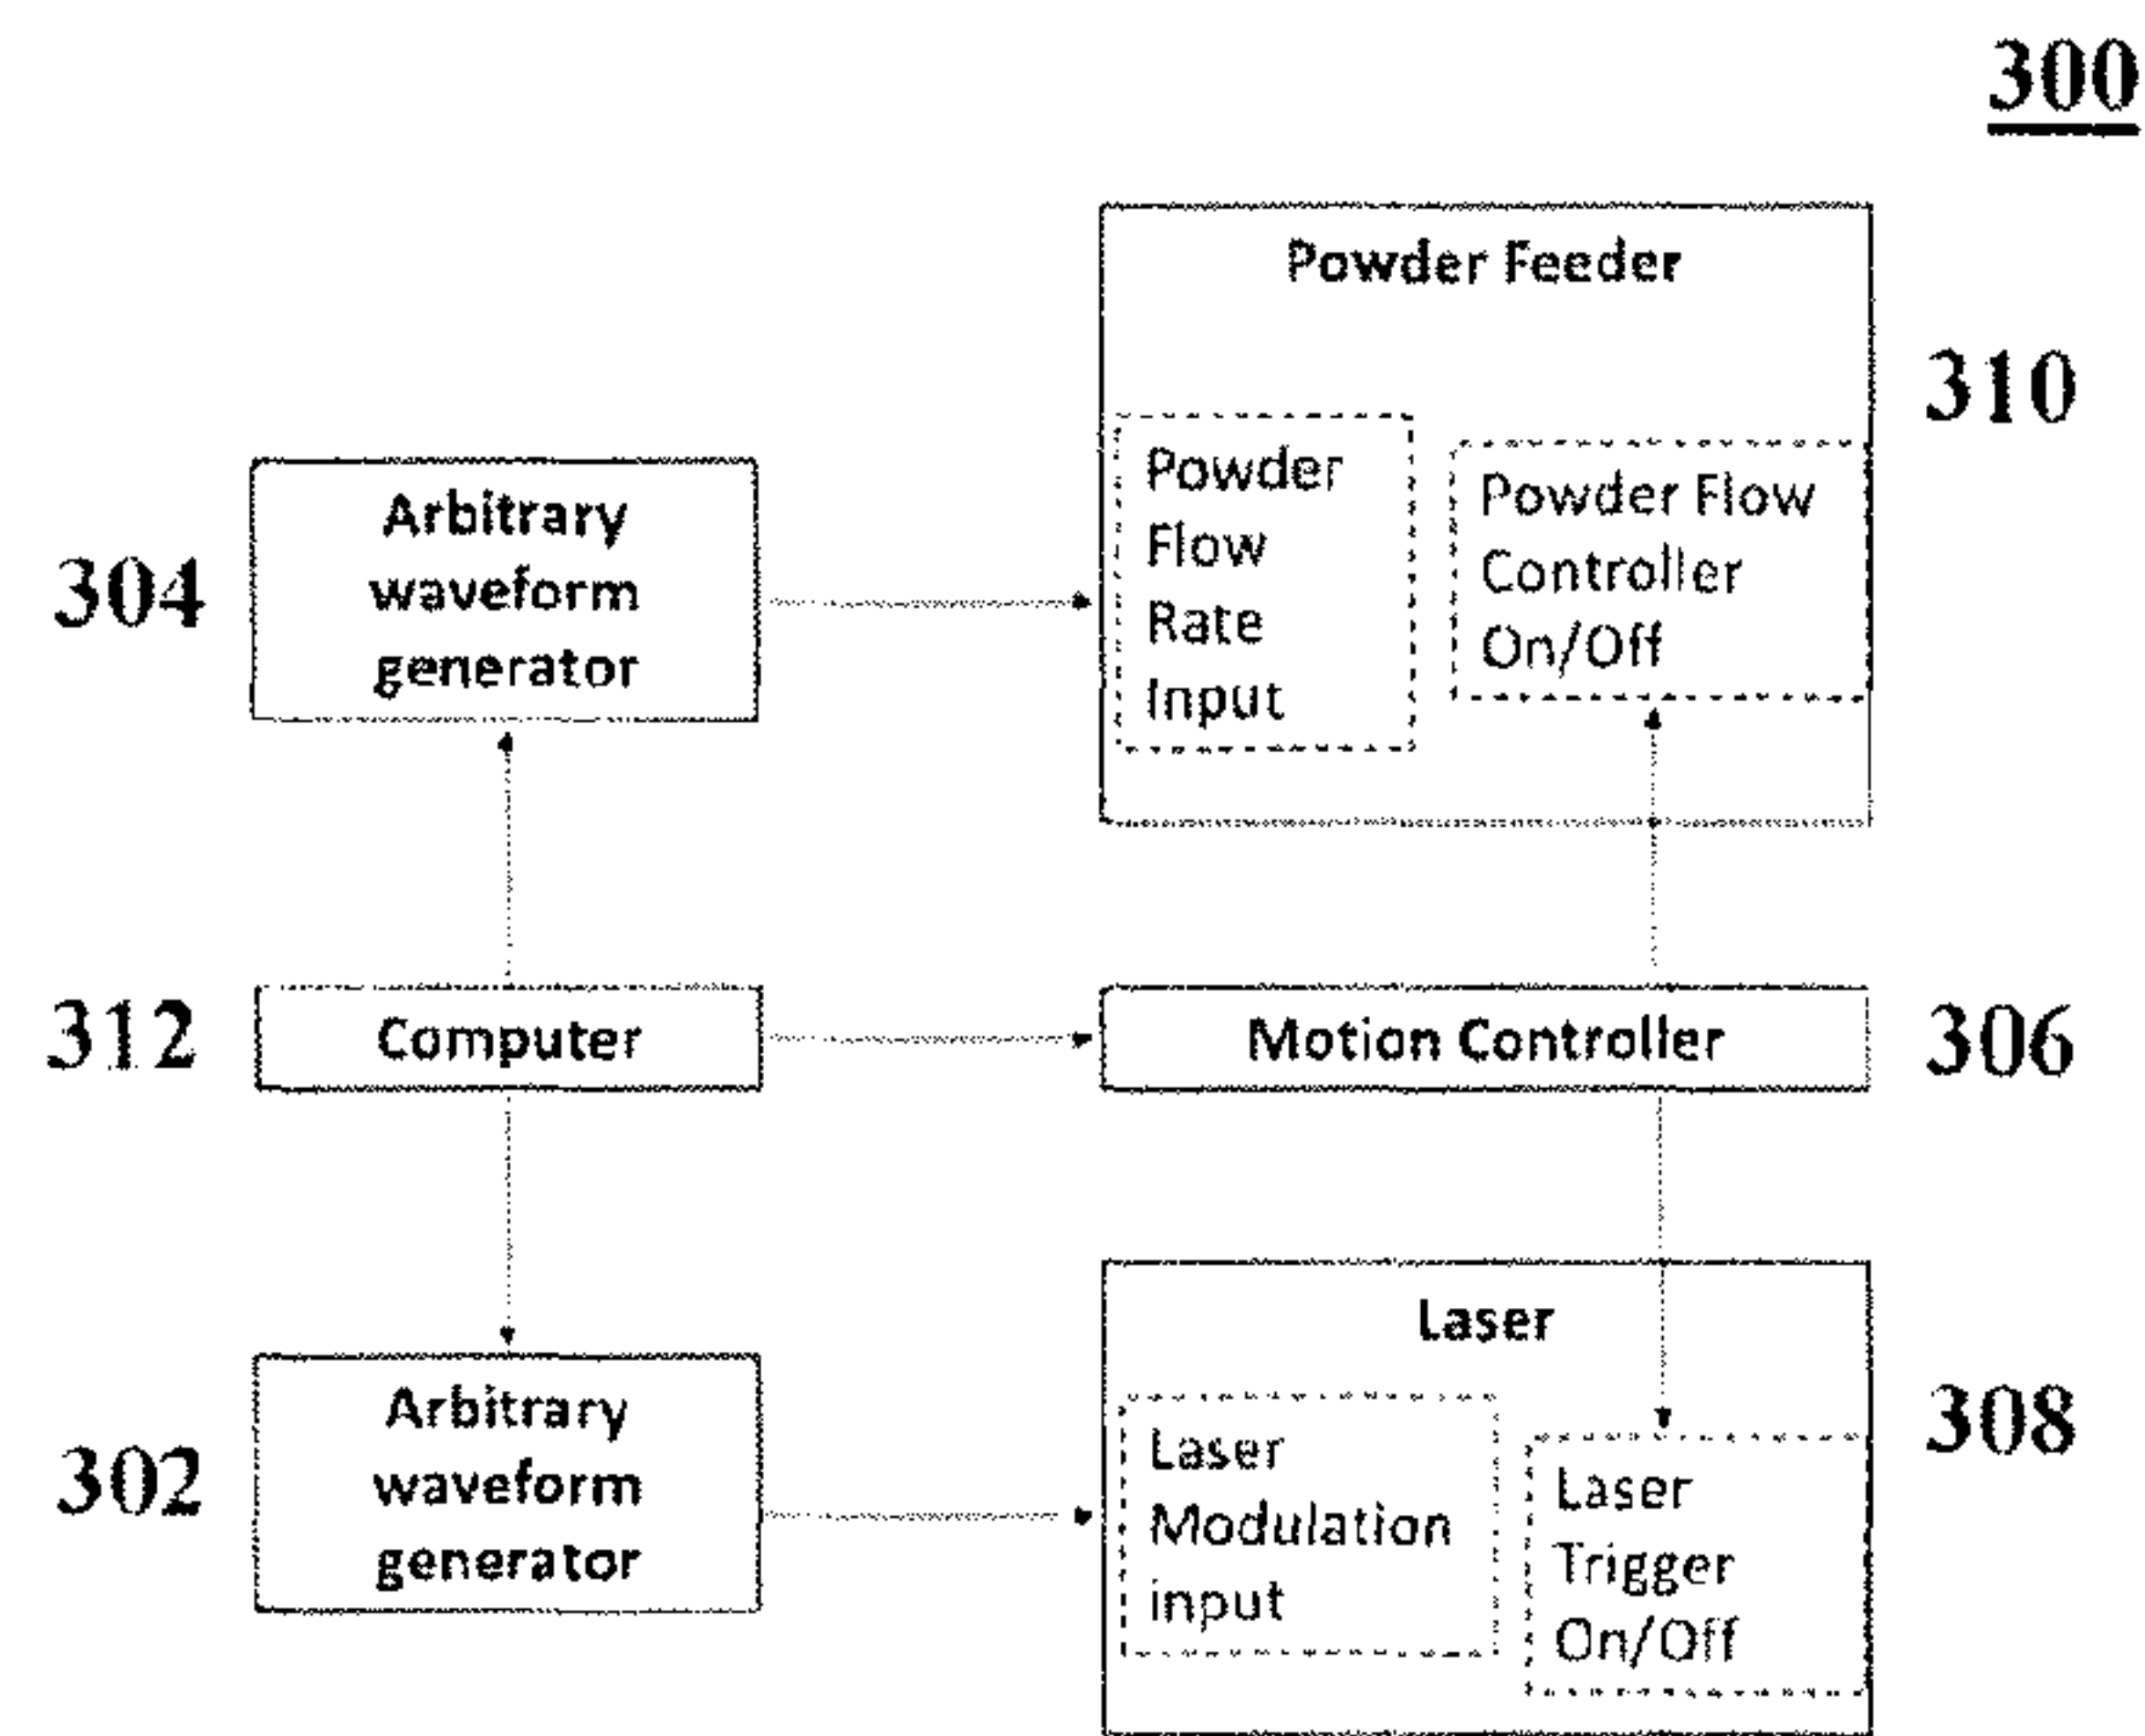 300
Powder Feeder
310
Powder
Flow
Rate
Input
Powder Flow
Controller
On/Off
304
Arbitrary
waveform
generator
312
Computer
Motion Controller
306
302
Arbitrary
waveform
generator
Laser
308
Laser
Modulation
input
Laser
Trigger
On/Off